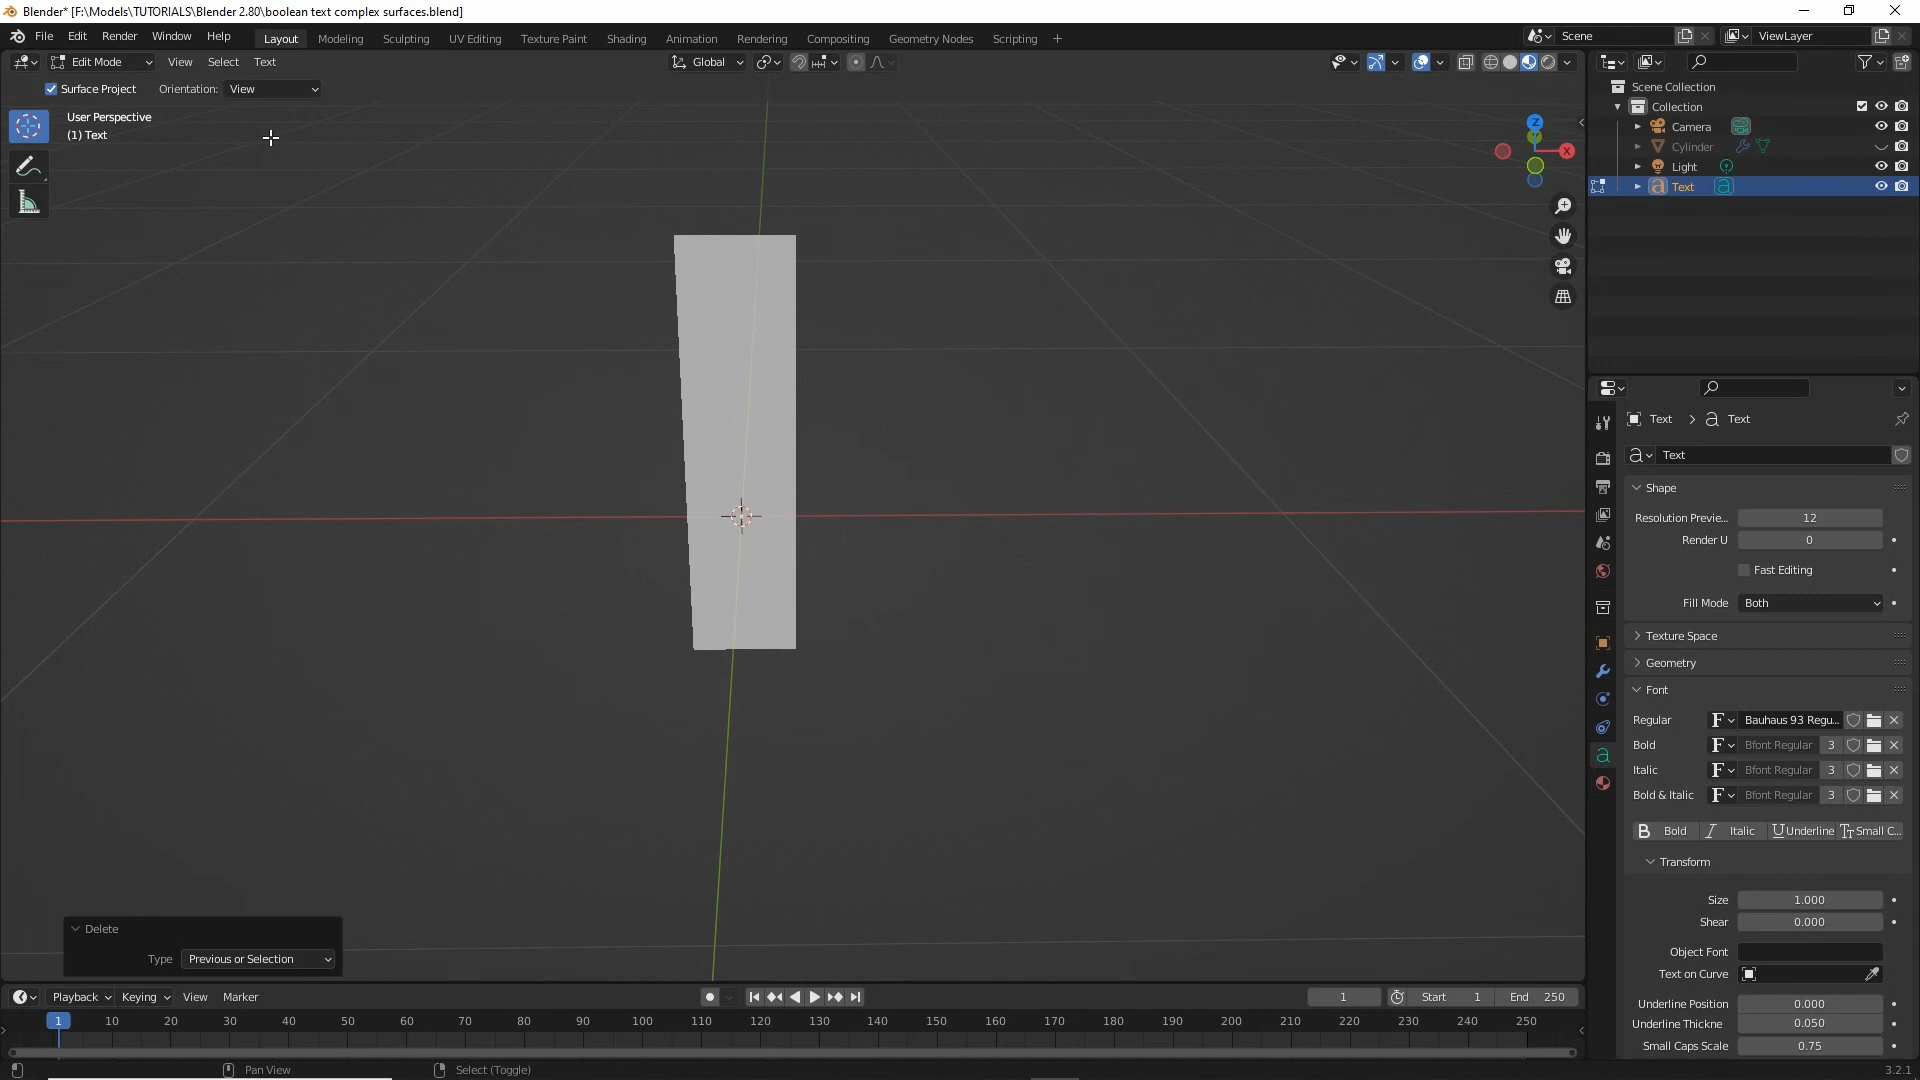 Blender* [F:\Models\TUTORIALS\Blender 2.80\boolean text complex surfaces.blend]
File Edit Render Window Help Layout Modeling Sculpting UV Editing Texture Paint Shading Animation Rendering Compositing Geometry Nodes Scripting + Scene ViewLayer
Edit Mode View Select Text Global
Surface Project Orientation: View
User Perspective
(1) Text
Z
X
Scene Collection
Collection
Camera
Cylinder
Light
Text
Text > Text
Text
Shape
Resolution Previe... 12
Render U 0
Fast Editing
Fill Mode Both
Texture Space
Geometry
Font
Regular Bauhaus 93 Regu...
Bold Bfont Regular 3
Italic Bfont Regular 3
Bold & Italic Bfont Regular 3
Bold Italic Underline Small C...
Transform
Size 1.000
Shear 0.000
Object Font
Text on Curve
Underline Position 0.000
Underline Thickne 0.050
Small Caps Scale 0.75
Delete
Type Previous or Selection
Playback Keying View Marker 1 Start 1 End 250
1 10 20 30 40 50 60 70 80 90 100 110 120 130 140 150 160 170 180 190 200 210 220 230 240 250
Pan View Select (Toggle) 3.2.1